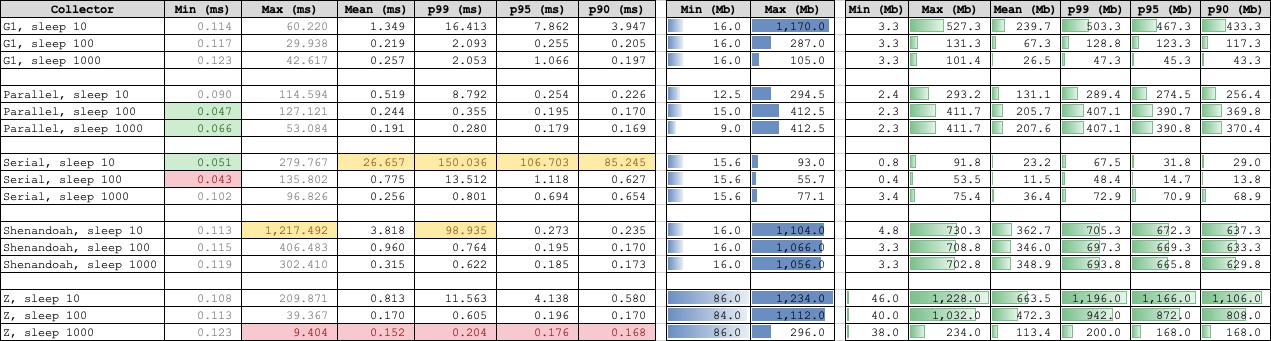 Collector Min (ms) Max (ms) Mean (ms) p99 (ms) p95 (ms) p90 (ms) Min (Mb) Max (Mb) Min (Mb) Max (Mb) Mean (Mb) p99 (Mb) p95 (Mb) p90 (Mb)
G1, sleep 10 0.114 60.220 1.349 16.413 7.862 3.947 16.0 1,170.0 3.3 527.3 239.7 503.3 467.3 433.3
G1, sleep 100 0.117 29.938 0.219 2.093 0.255 0.205 16.0 287.0 3.3 131.3 67.3 128.8 123.3 117.3
G1, sleep 1000 0.123 42.617 0.257 2.053 1.066 0.197 16.0 105.0 3.3 101.4 26.5 47.3 45.3 43.3
Parallel, sleep 10 0.090 114.594 0.519 8.792 0.254 0.226 12.5 294.5 2.4 293.2 131.1 289.4 274.5 256.4
Parallel, sleep 100 0.047 127.121 0.244 0.355 0.195 0.170 15.0 412.5 2.3 411.7 205.7 407.1 390.7 369.8
Parallel, sleep 1000 0.066 53.084 0.191 0.280 0.179 0.169 9.0 412.5 2.3 411.7 207.6 407.1 390.8 370.4
Serial, sleep 10 0.051 279.767 26.657 150.036 106.703 85.245 15.6 93.0 0.8 91.8 23.2 67.5 31.8 29.0
Serial, sleep 100 0.043 135.802 0.775 13.512 1.118 0.627 15.6 55.7 0.4 53.5 11.5 48.4 14.7 13.8
Serial, sleep 1000 0.102 96.826 0.256 0.801 0.694 0.654 15.6 77.1 3.4 75.4 36.4 72.9 70.9 68.9
Shenandoah, sleep 10 0.113 1,217.492 3.818 98.935 0.273 0.235 16.0 1,104.0 4.8 730.3 362.7 705.3 672.3 637.3
Shenandoah, sleep 100 0.115 406.483 0.960 0.764 0.195 0.170 16.0 1,066.0 3.3 708.8 346.0 697.3 669.3 633.3
Shenandoah, sleep 1000 0.119 302.410 0.315 0.622 0.185 0.173 16.0 1,056.0 3.3 702.8 348.9 693.8 665.8 629.8
Z, sleep 10 0.108 209.871 0.813 11.563 4.138 0.580 86.0 1,234.0 46.0 1,228.0 663.5 1,196.0 1,166.0 1,106.0
Z, sleep 100 0.113 39.367 0.170 0.605 0.196 0.170 84.0 1,112.0 40.0 1,032.0 472.3 942.0 872.0 808.0
Z, sleep 1000 0.123 9.404 0.152 0.204 0.176 0.168 86.0 296.0 38.0 234.0 113.4 200.0 168.0 168.0